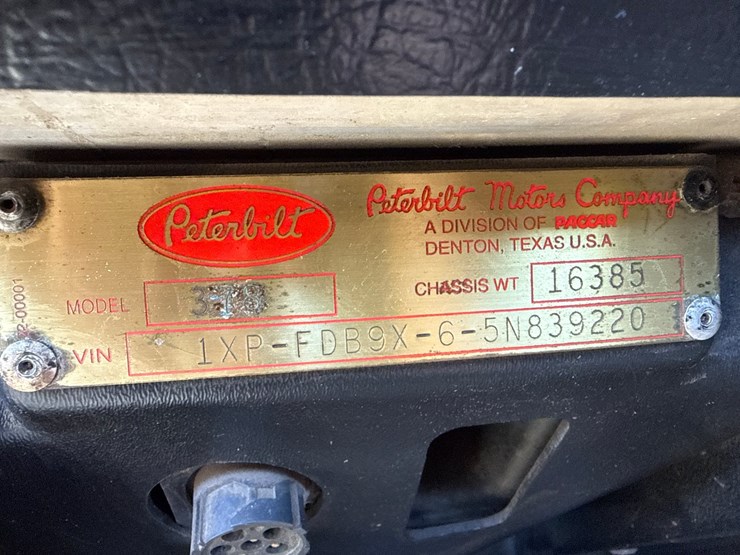 Peterbilt
Peterbilt Motors Company
A DIVISION OF PACCAR
DENTON, TEXAS U.S.A.
CHASSIS WT 16385
MODEL
VIN 1XP-FDB9X-6-5N839220